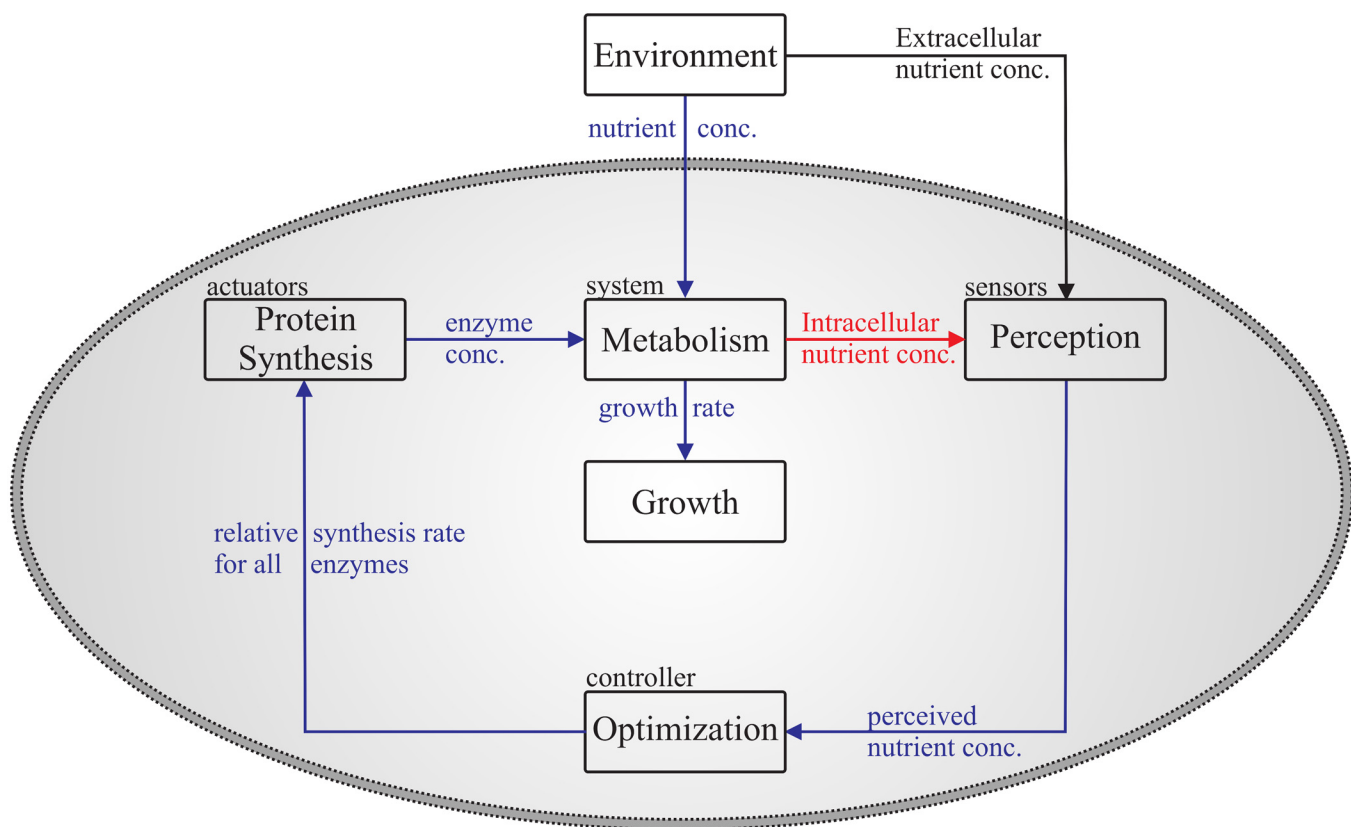 Environment
Extracellular
nutrient conc.
nutrient conc.
actuators
Protein
Synthesis
enzyme
conc.
system
Metabolism
Intracellular
nutrient conc.
sensors
Perception
growth rate
Growth
relative synthesis rate
for all enzymes
controller
Optimization
perceived
nutrient conc.